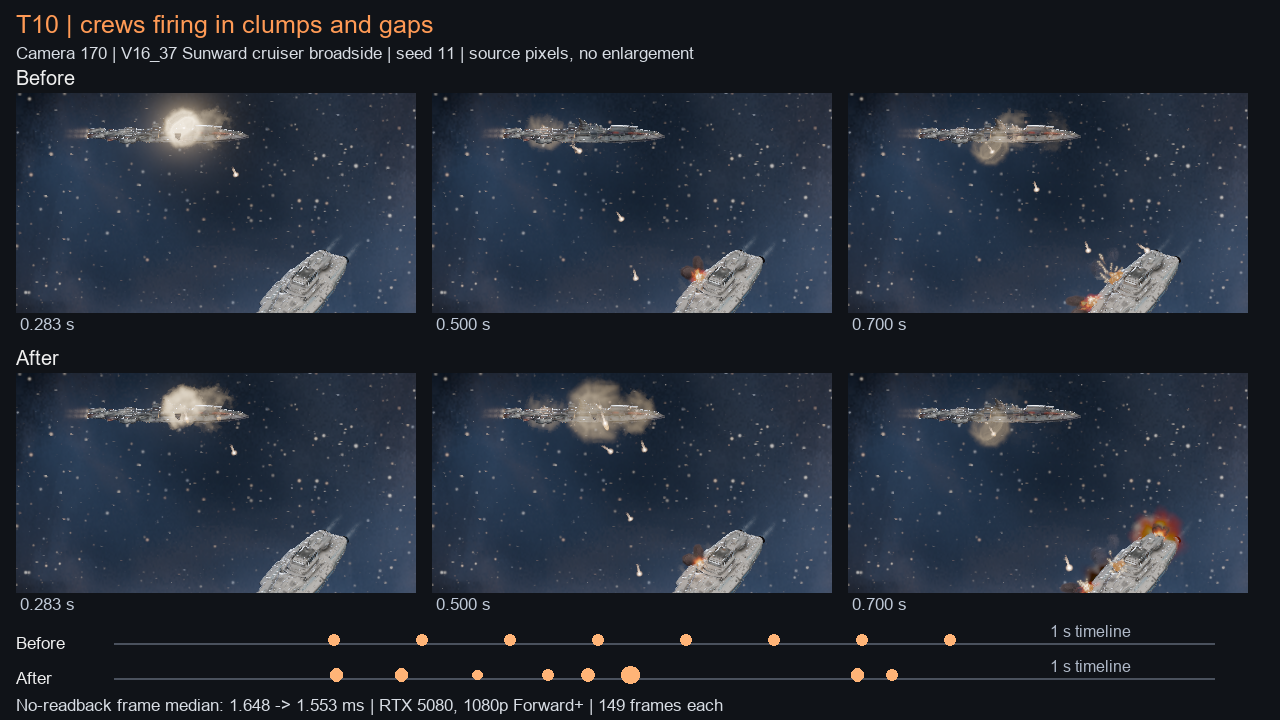 T10 | crews firing in clumps and gaps
Camera 170 | V16_37 Sunward cruiser broadside | seed 11 | source pixels, no enlargement
Before
0.283 s
0.500 s
0.700 s
After
0.283 s
0.500 s
0.700 s
Before
1 s timeline
After
1 s timeline
No-readback frame median: 1.648 -> 1.553 ms | RTX 5080, 1080p Forward+ | 149 frames each